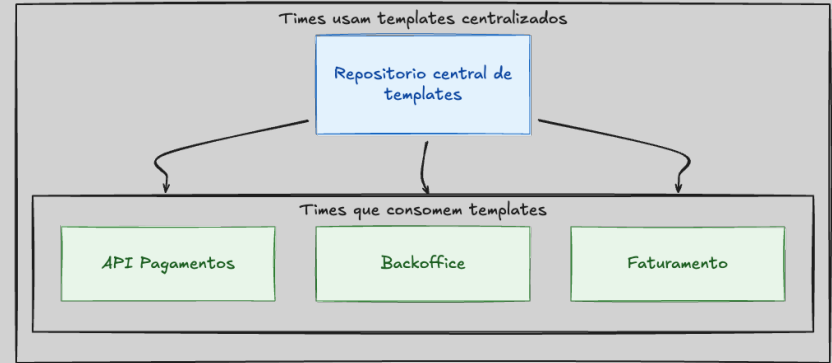 Times usam templates centralizados
Repositorio central de
templates
Times que consomem templates
API Pagamentos
Backoffice
Faturamento